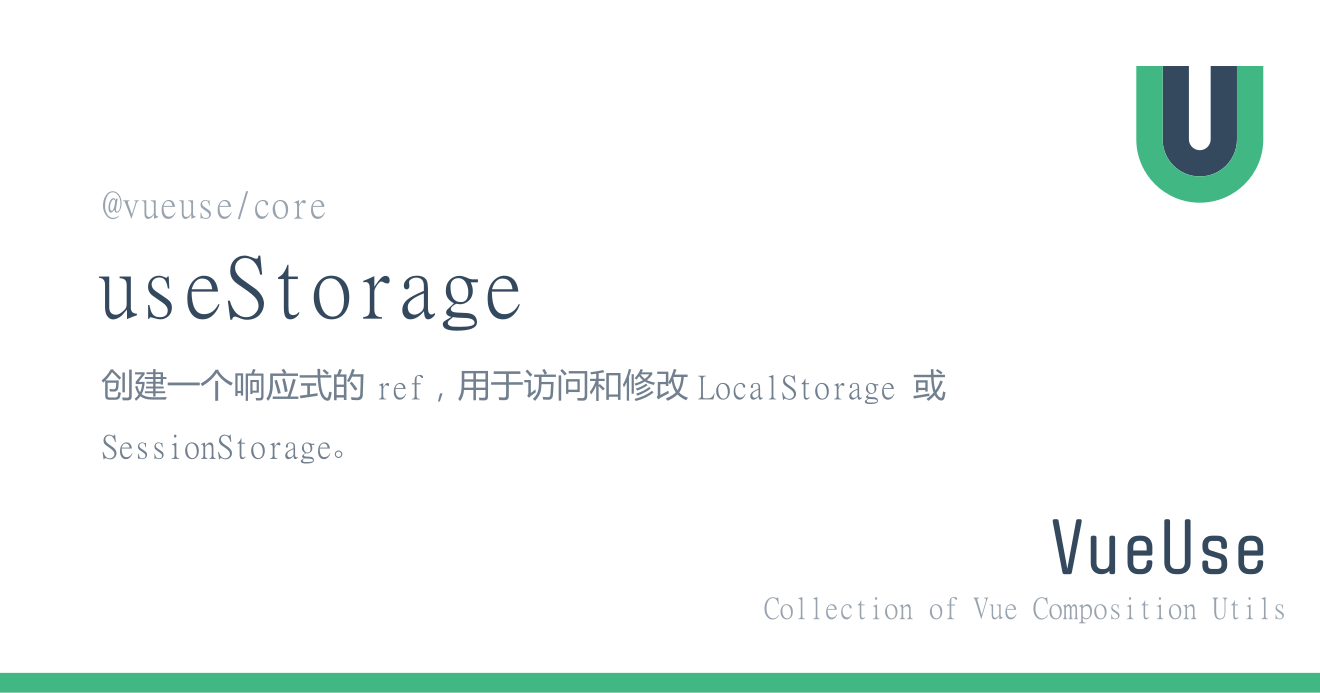 @vueuse/core
useStorage
创建一个响应式的 ref，用于访问和修改 LocalStorage 或
SessionStorage。
VueUse
Collection of Vue Composition Utils